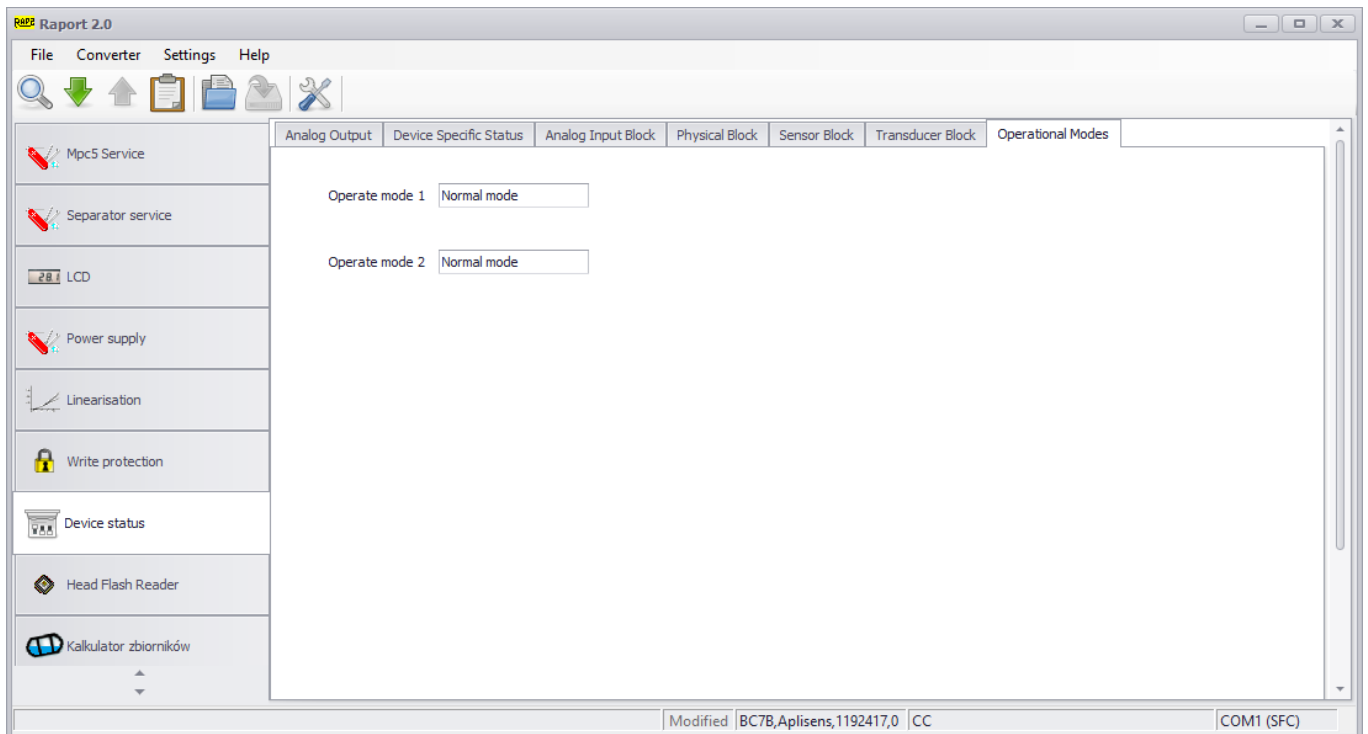 RAP2 Raport 2.0
File Converter Settings Help
Analog Output Device Specific Status Analog Input Block Physical Block Sensor Block Transducer Block Operational Modes
Mpc5 Service
Operate mode 1 Normal mode
Separator service
Operate mode 2 Normal mode
LCD
Power supply
Linearisation
Write protection
Device status
Head Flash Reader
Kalkulator zbiorników
Modified BC7B,Aplisens,1192417,0 CC COM1 (SFC)